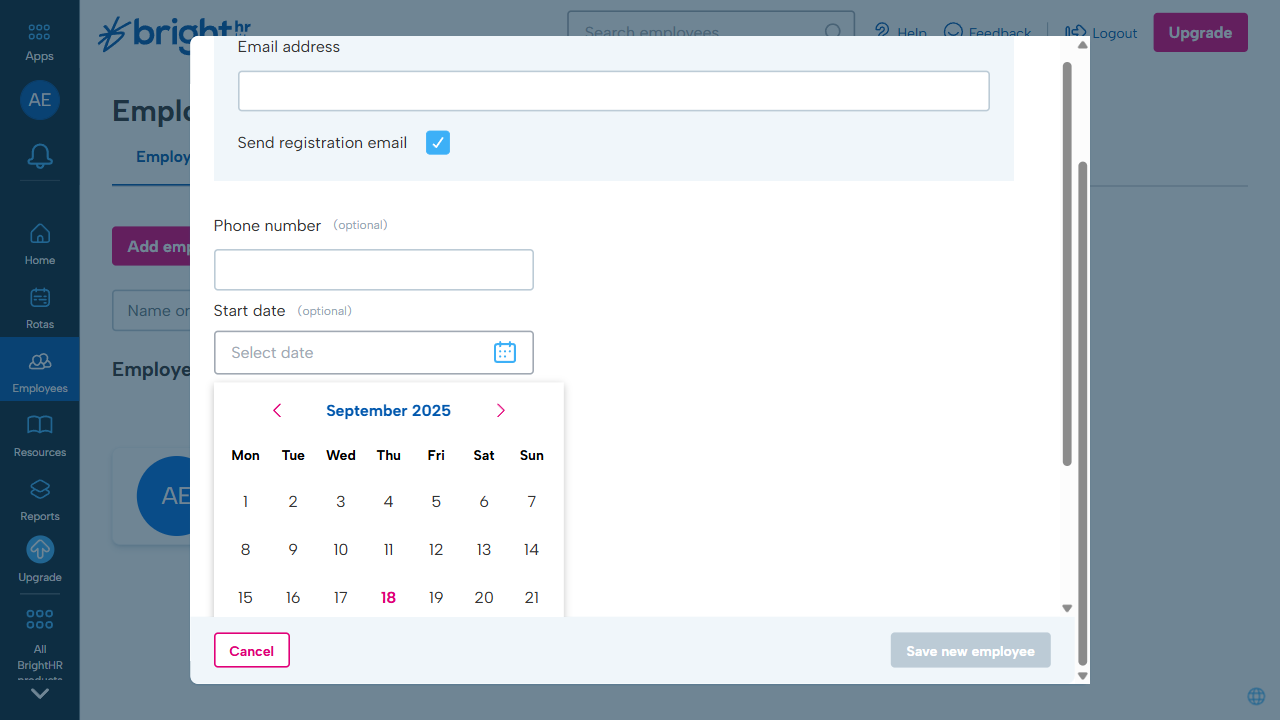 Apps
AE
Home
Rotas
Employees
Resources
Reports
Upgrade
All
BrightHR
products
brighthr
Search employees
Help
Feedback
Logout
Upgrade
Emplo
Employ
Add emp
Name or
Employe
AE
Email address
Send registration email
Phone number (optional)
Start date (optional)
Select date
September 2025
Mon Tue Wed Thu Fri Sat Sun
1 2 3 4 5 6 7
8 9 10 11 12 13 14
15 16 17 18 19 20 21
Cancel
Save new employee